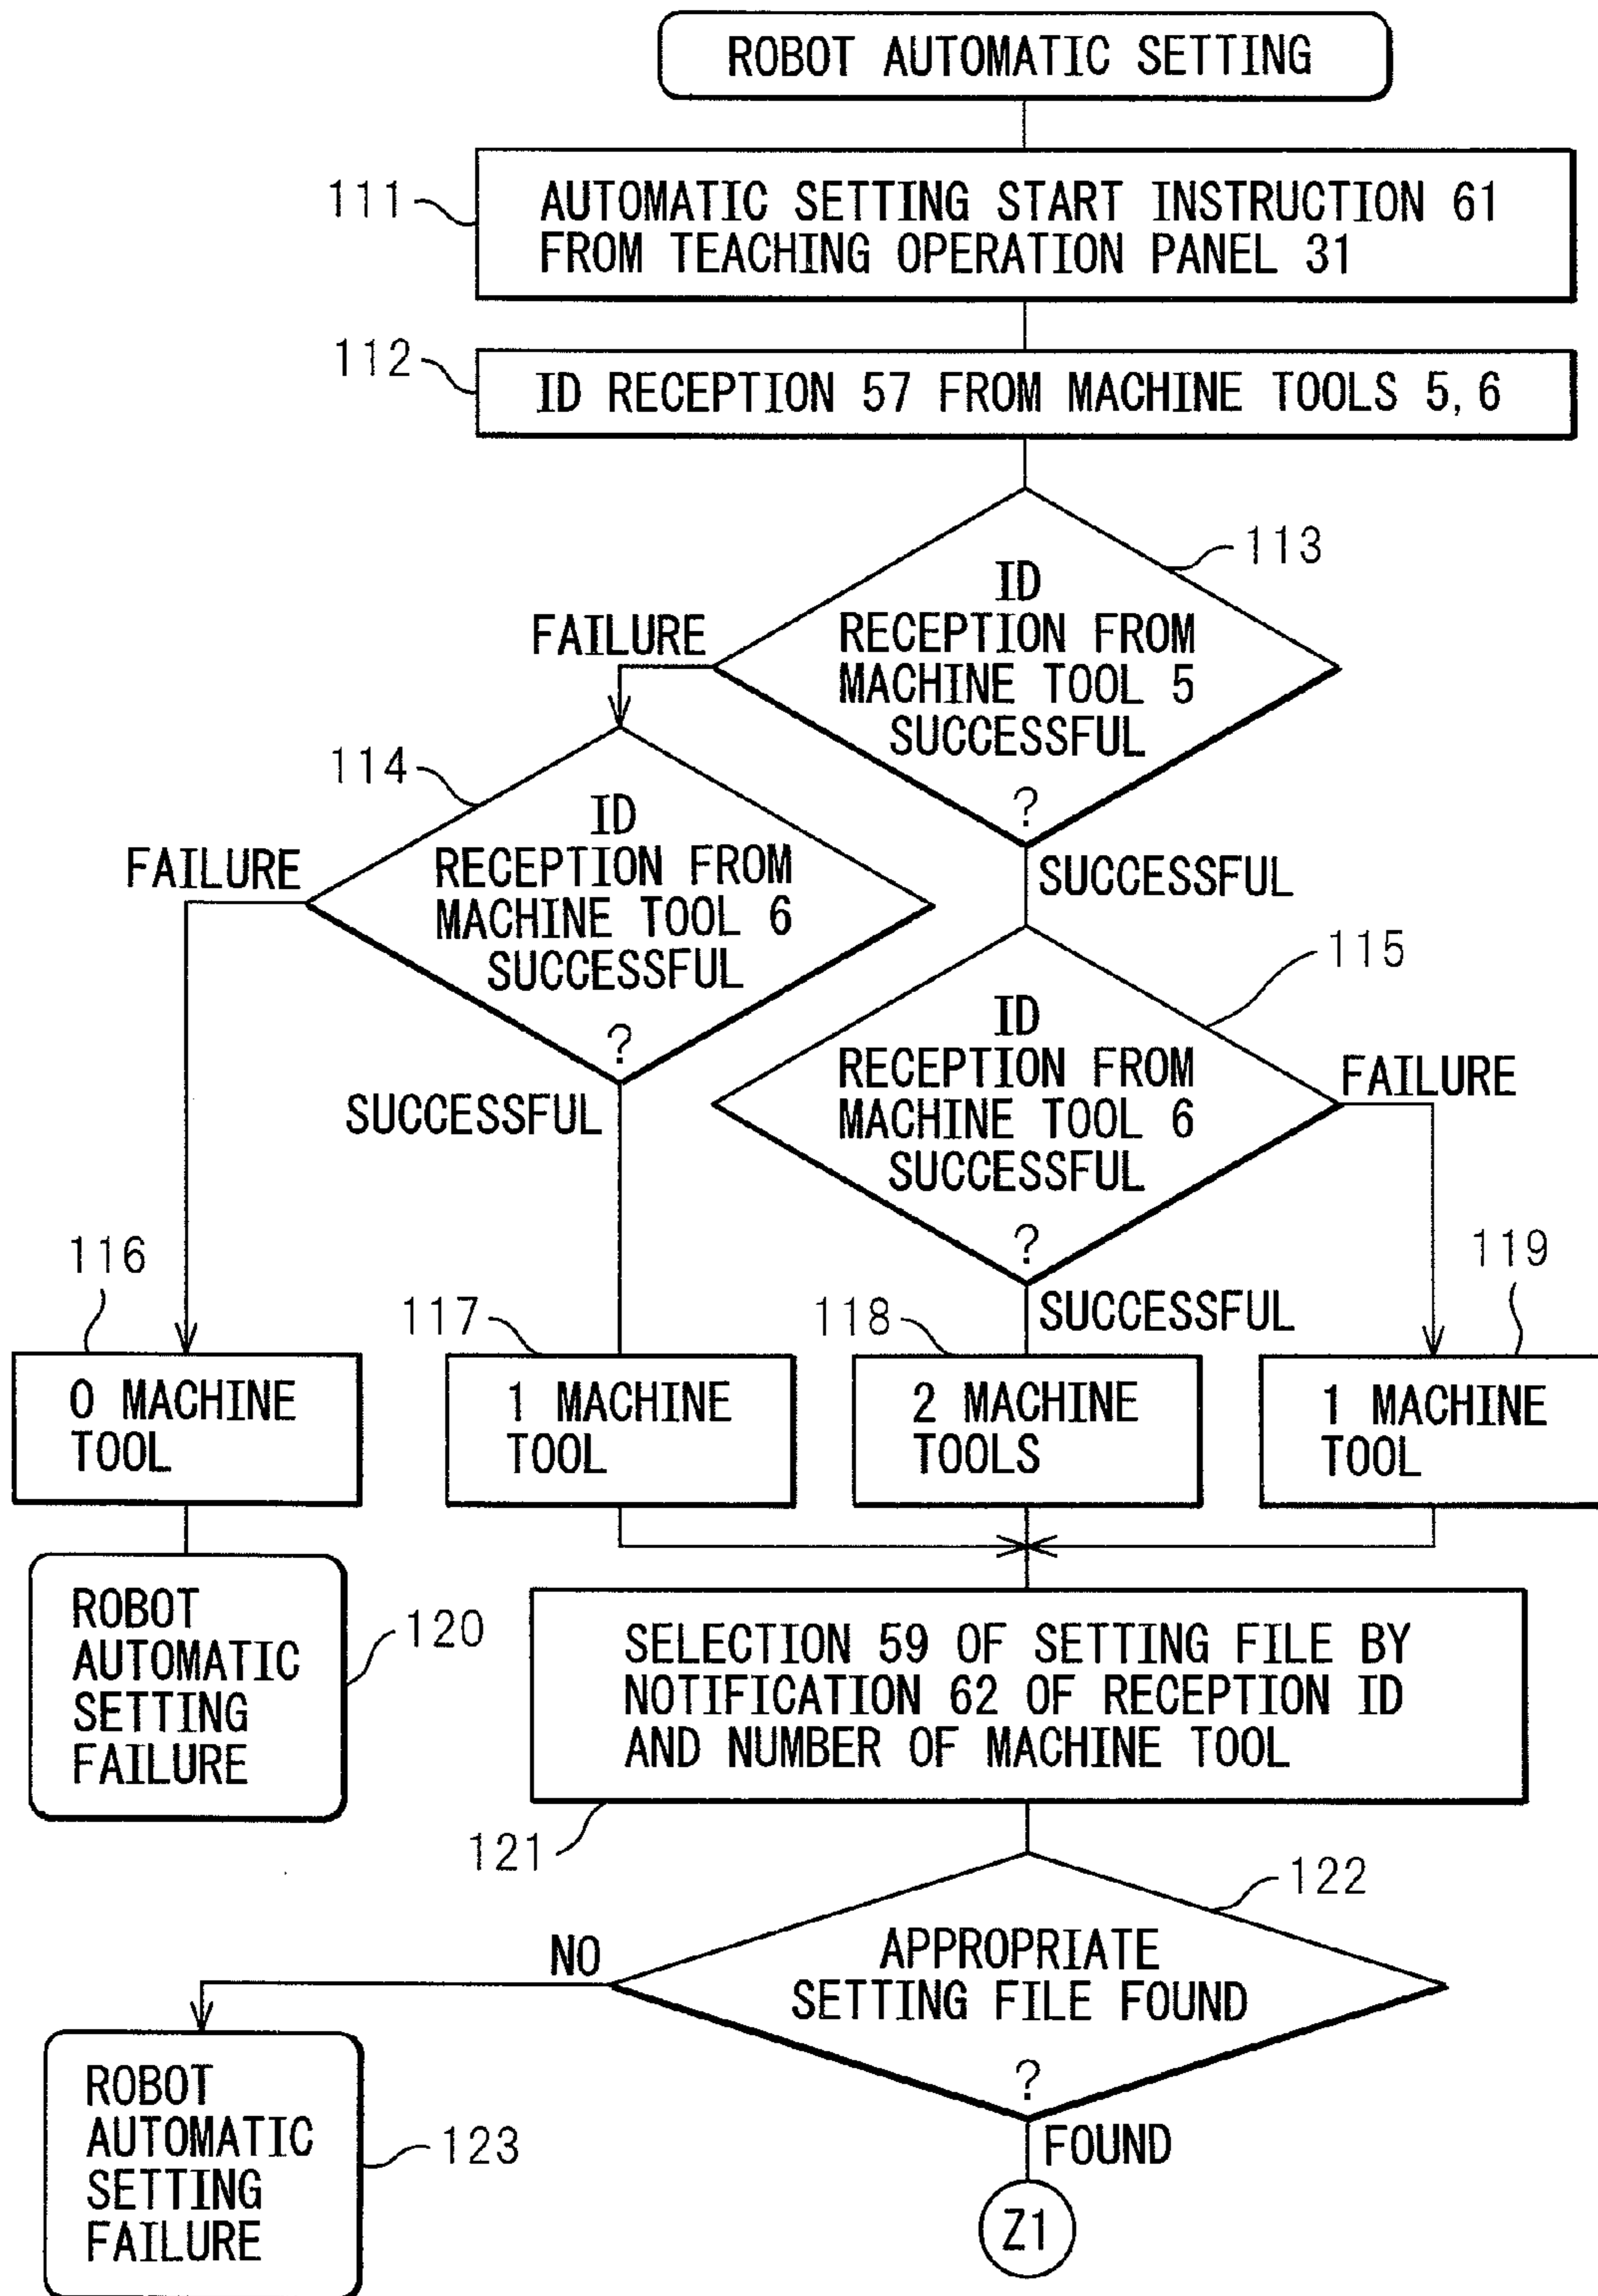 ROBOT AUTOMATIC SETTING
111
AUTOMATIC SETTING START INSTRUCTION 61
FROM TEACHING OPERATION PANEL 31
112
ID RECEPTION 57 FROM MACHINE TOOLS 5, 6
113
ID
RECEPTION FROM
MACHINE TOOL 5
SUCCESSFUL
?
FAILURE
SUCCESSFUL
114
ID
RECEPTION FROM
MACHINE TOOL 6
SUCCESSFUL
?
FAILURE
SUCCESSFUL
115
ID
RECEPTION FROM
MACHINE TOOL 6
SUCCESSFUL
?
FAILURE
SUCCESSFUL
116
0 MACHINE
TOOL
117
1 MACHINE
TOOL
118
2 MACHINE
TOOLS
119
1 MACHINE
TOOL
ROBOT
AUTOMATIC
SETTING
FAILURE
120
SELECTION 59 OF SETTING FILE BY
NOTIFICATION 62 OF RECEPTION ID
AND NUMBER OF MACHINE TOOL
121
122
APPROPRIATE
SETTING FILE FOUND
?
NO
FOUND
ROBOT
AUTOMATIC
SETTING
FAILURE
123
Z1